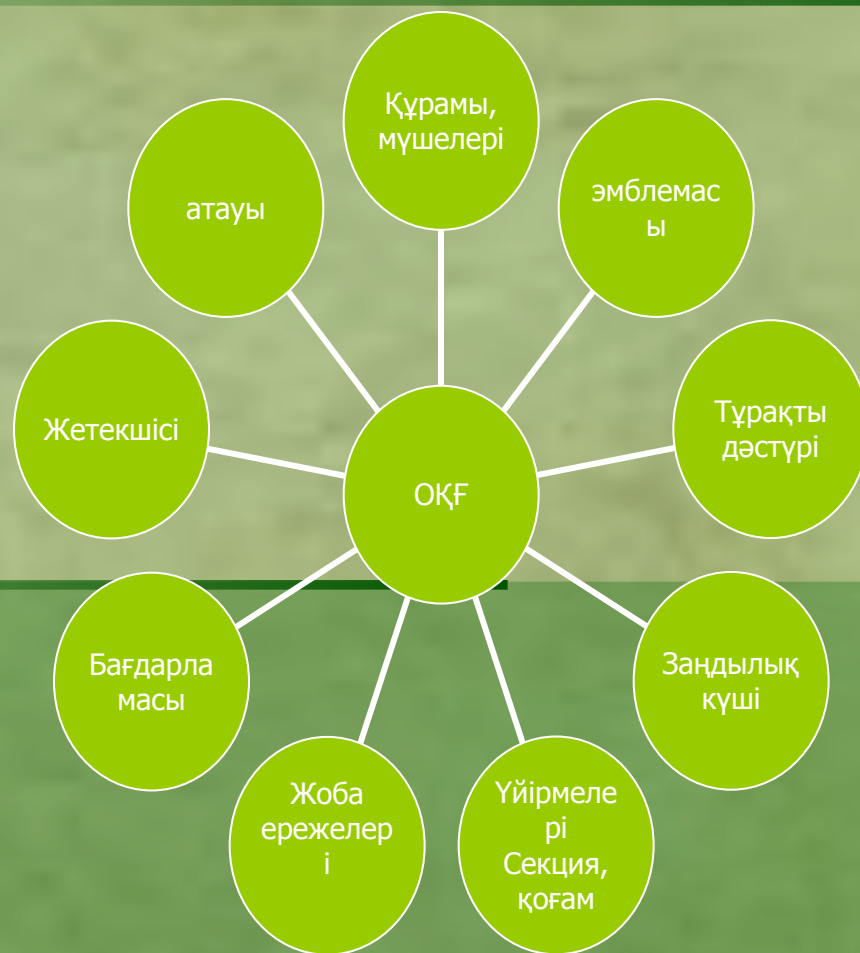 Құрамы,
мүшелері
атауы
эмблемас
ы
Жетекшісі
Тұрақты
дәстүрі
ОҚҒ
Бағдарла
масы
Заңдылық
күші
Жоба
ережелер
і
Үйірмеле
рі
Секция,
қоғам